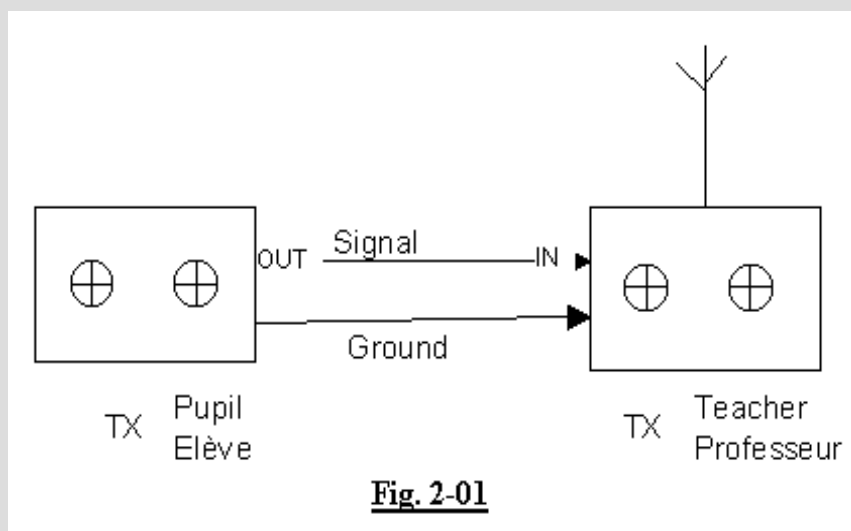 OUT Signal IN
Ground
TX Pupil
Elève
TX Teacher
Professeur
Fig. 2-01